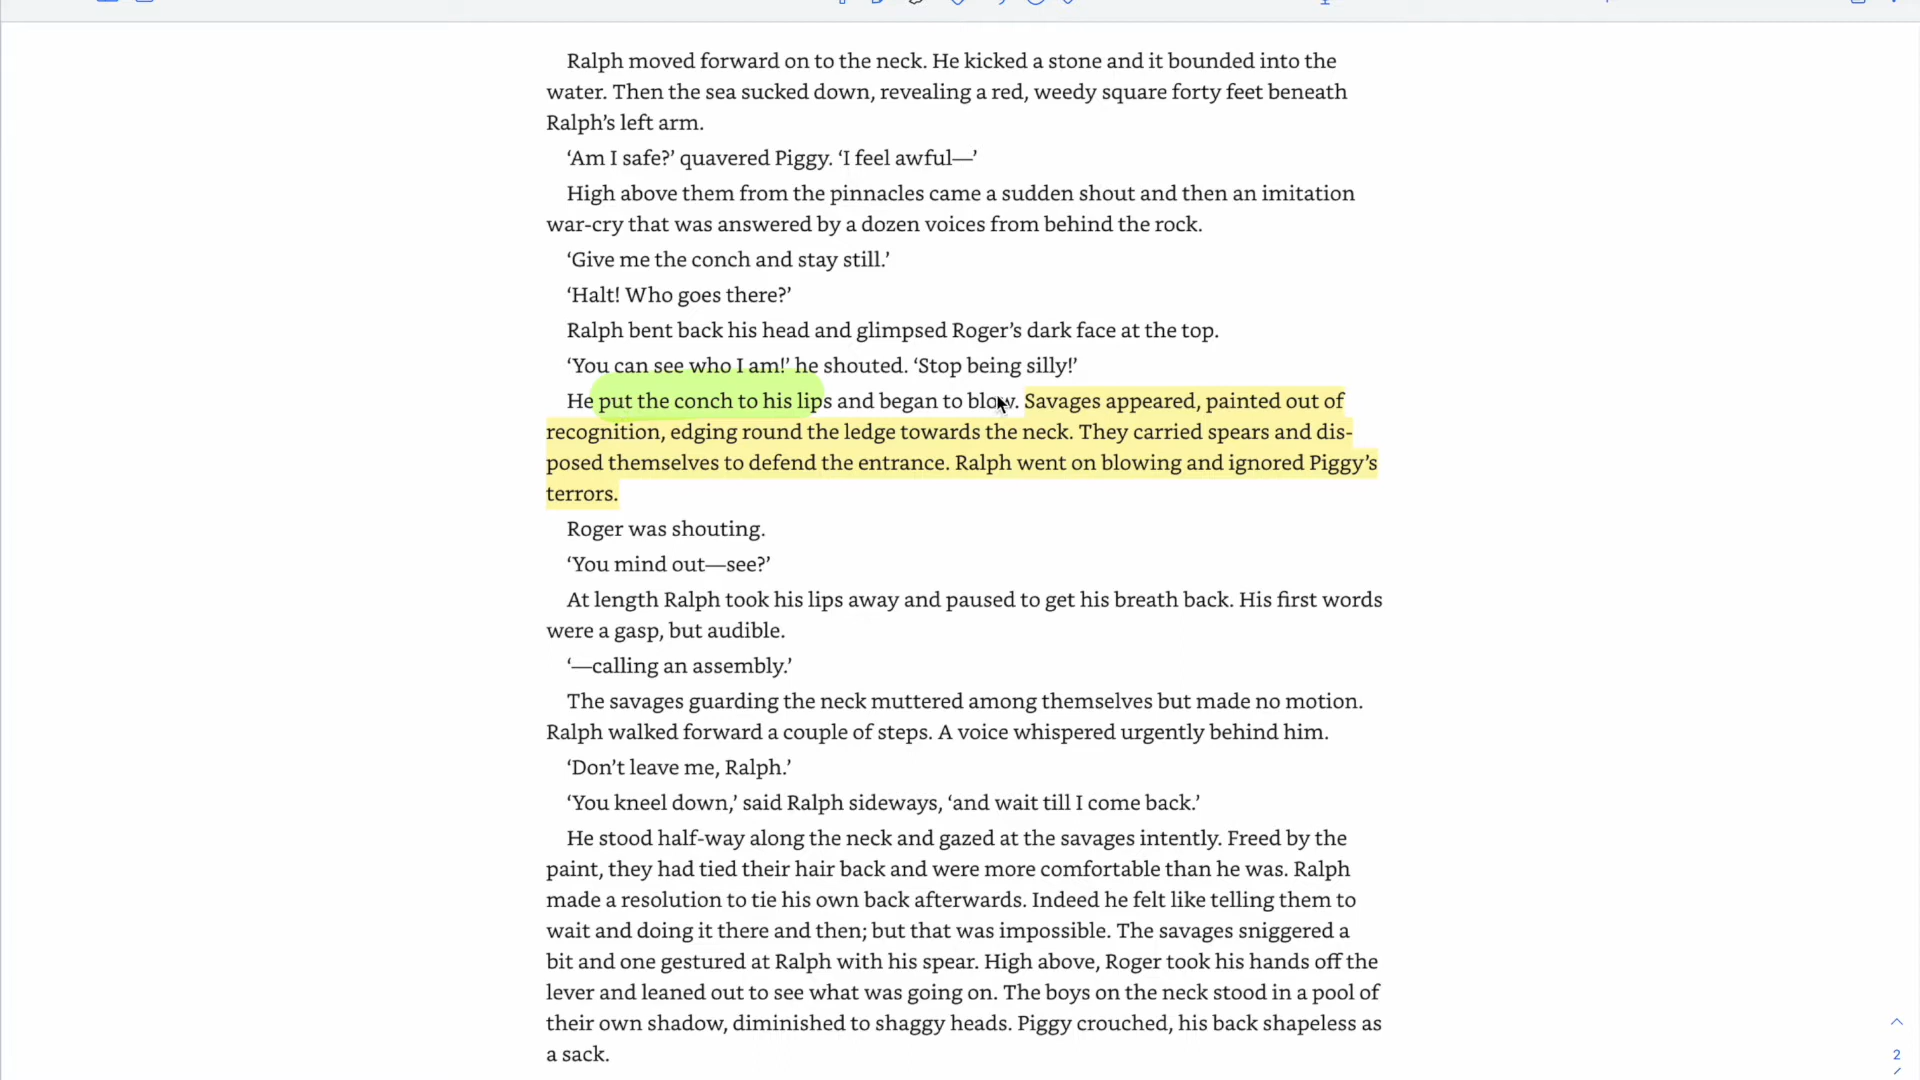 Ralph moved forward on to the neck. He kicked a stone and it bounded into the
water. Then the sea sucked down, revealing a red, weedy square forty feet beneath
Ralph’s left arm.
‘Am I safe?’ quavered Piggy. ‘I feel awful—’
High above them from the pinnacles came a sudden shout and then an imitation
war-cry that was answered by a dozen voices from behind the rock.
‘Give me the conch and stay still.’
‘Halt! Who goes there?’
Ralph bent back his head and glimpsed Roger’s dark face at the top.
‘You can see who I am!’ he shouted. ‘Stop being silly!’
He put the conch to his lips and began to blow. Savages appeared, painted out of
recognition, edging round the ledge towards the neck. They carried spears and dis-
posed themselves to defend the entrance. Ralph went on blowing and ignored Piggy’s
terrors.
Roger was shouting.
‘You mind out—see?’
At length Ralph took his lips away and paused to get his breath back. His first words
were a gasp, but audible.
‘—calling an assembly.’
The savages guarding the neck muttered among themselves but made no motion.
Ralph walked forward a couple of steps. A voice whispered urgently behind him.
‘Don’t leave me, Ralph.’
‘You kneel down,’ said Ralph sideways, ‘and wait till I come back.’
He stood half-way along the neck and gazed at the savages intently. Freed by the
paint, they had tied their hair back and were more comfortable than he was. Ralph
made a resolution to tie his own back afterwards. Indeed he felt like telling them to
wait and doing it there and then; but that was impossible. The savages sniggered a
bit and one gestured at Ralph with his spear. High above, Roger took his hands off the
lever and leaned out to see what was going on. The boys on the neck stood in a pool of
their own shadow, diminished to shaggy heads. Piggy crouched, his back shapeless as
a sack.
2